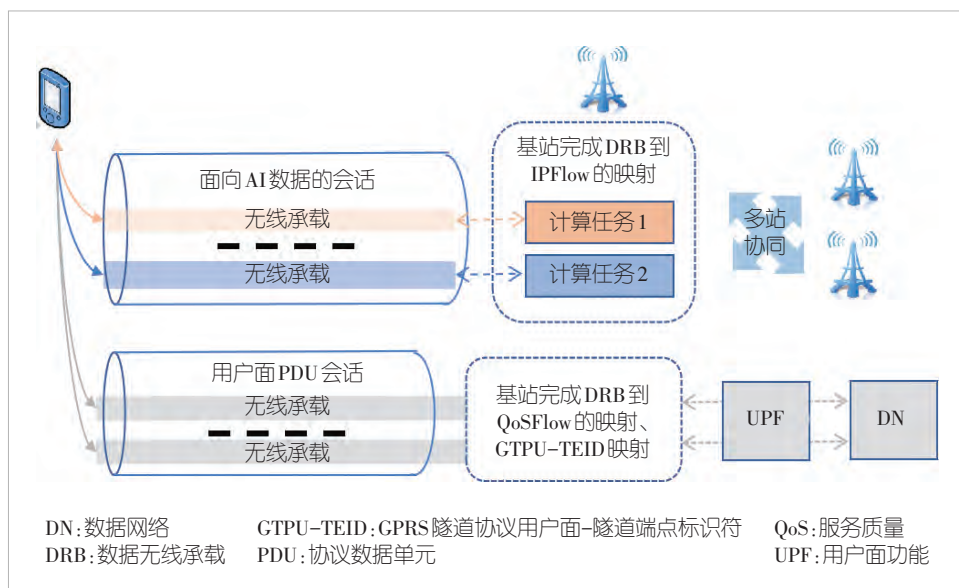 面向AI数据的会话
无线承载
无线承载
基站完成DRB到
IPFlow的映射
计算任务1
计算任务2
多站
协同
用户面PDU会话
无线承载
无线承载
基站完成DRB到
QoSFlow的映射、
GTPU-TEID映射
UPF
DN
DN:数据网络 GTPU-TEID:GPRS隧道协议用户面-隧道端点标识符 QoS:服务质量
DRB:数据无线承载 PDU:协议数据单元 UPF:用户面功能